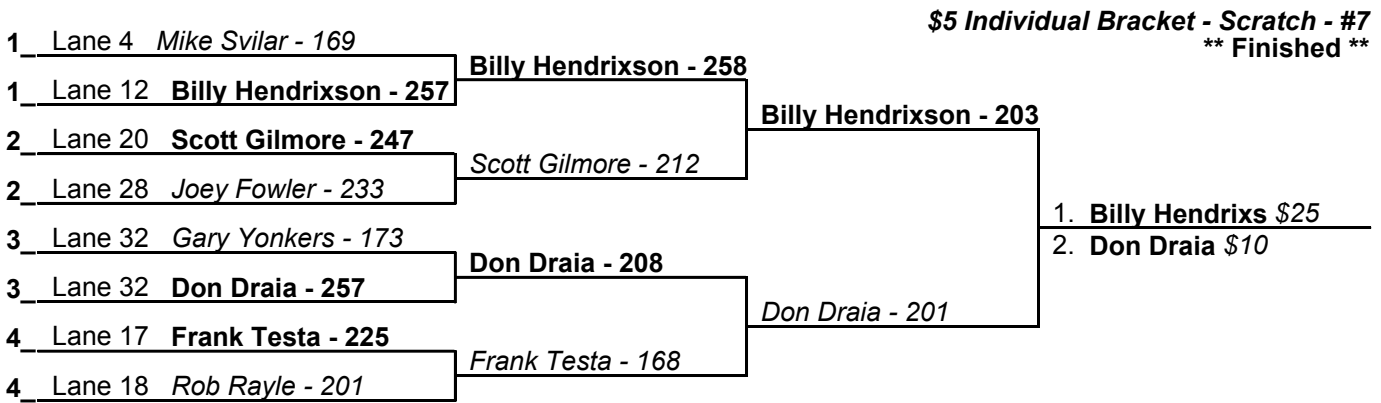 $5 Individual Bracket - Scratch - #7
** Finished **
1_ Lane 4 Mike Svilar - 169
Billy Hendrixson - 258
1_ Lane 12 Billy Hendrixson - 257
Billy Hendrixson - 203
2_ Lane 20 Scott Gilmore - 247
Scott Gilmore - 212
2_ Lane 28 Joey Fowler - 233
1. Billy Hendrixs $25
3_ Lane 32 Gary Yonkers - 173
2. Don Draia $10
Don Draia - 208
3_ Lane 32 Don Draia - 257
Don Draia - 201
4_ Lane 17 Frank Testa - 225
Frank Testa - 168
4_ Lane 18 Rob Rayle - 201